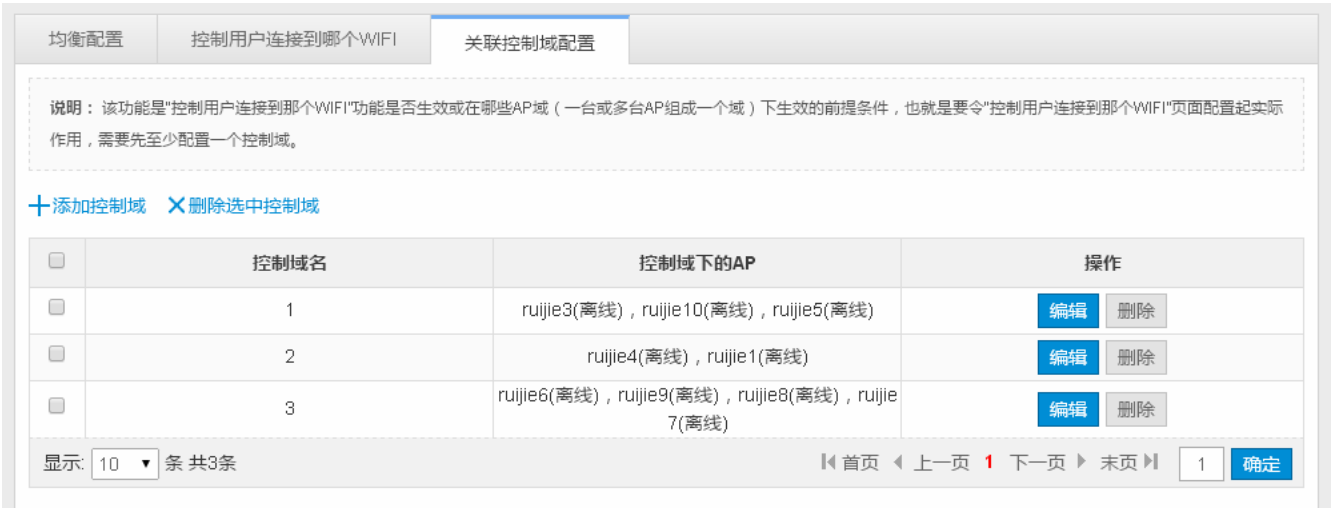 均衡配置 控制用户连接到哪个WIFI 关联控制域配置
说明： 该功能是"控制用户连接到那个WIFI"功能是否生效或在哪些AP域（一台或多台AP组成一个域）下生效的前提条件，也就是要令"控制用户连接到那个WIFI"页面配置起实际
作用，需要先至少配置一个控制域。
添加控制域 删除选中控制域
控制域名 控制域下的AP 操作
1 ruijie3(离线)，ruijie10(离线)，ruijie5(离线) 编辑 删除
2 ruijie4(离线)，ruijie1(离线) 编辑 删除
3 ruijie6(离线)，ruijie9(离线)，ruijie8(离线)，ruijie 编辑 删除
7(离线)
显示: 10 条 共3条 首页 上一页 1 下一页 末页 1 确定